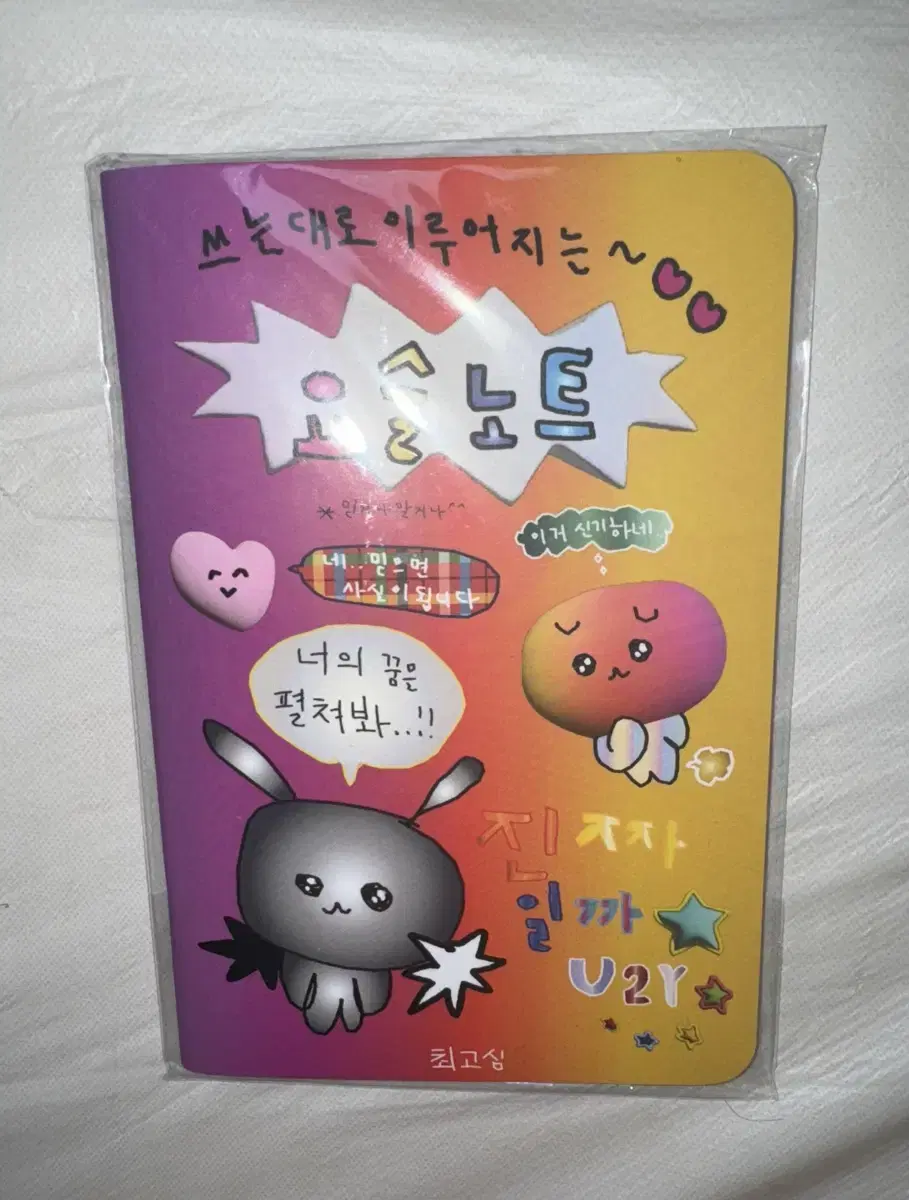 쓰는대로 이루어지는~
요술노트
네.. 믿으면
사실이 됩니다
이거 신기하네..
너의 꿈은
펼쳐봐...!!
진짜
일까
U2Y
최고심